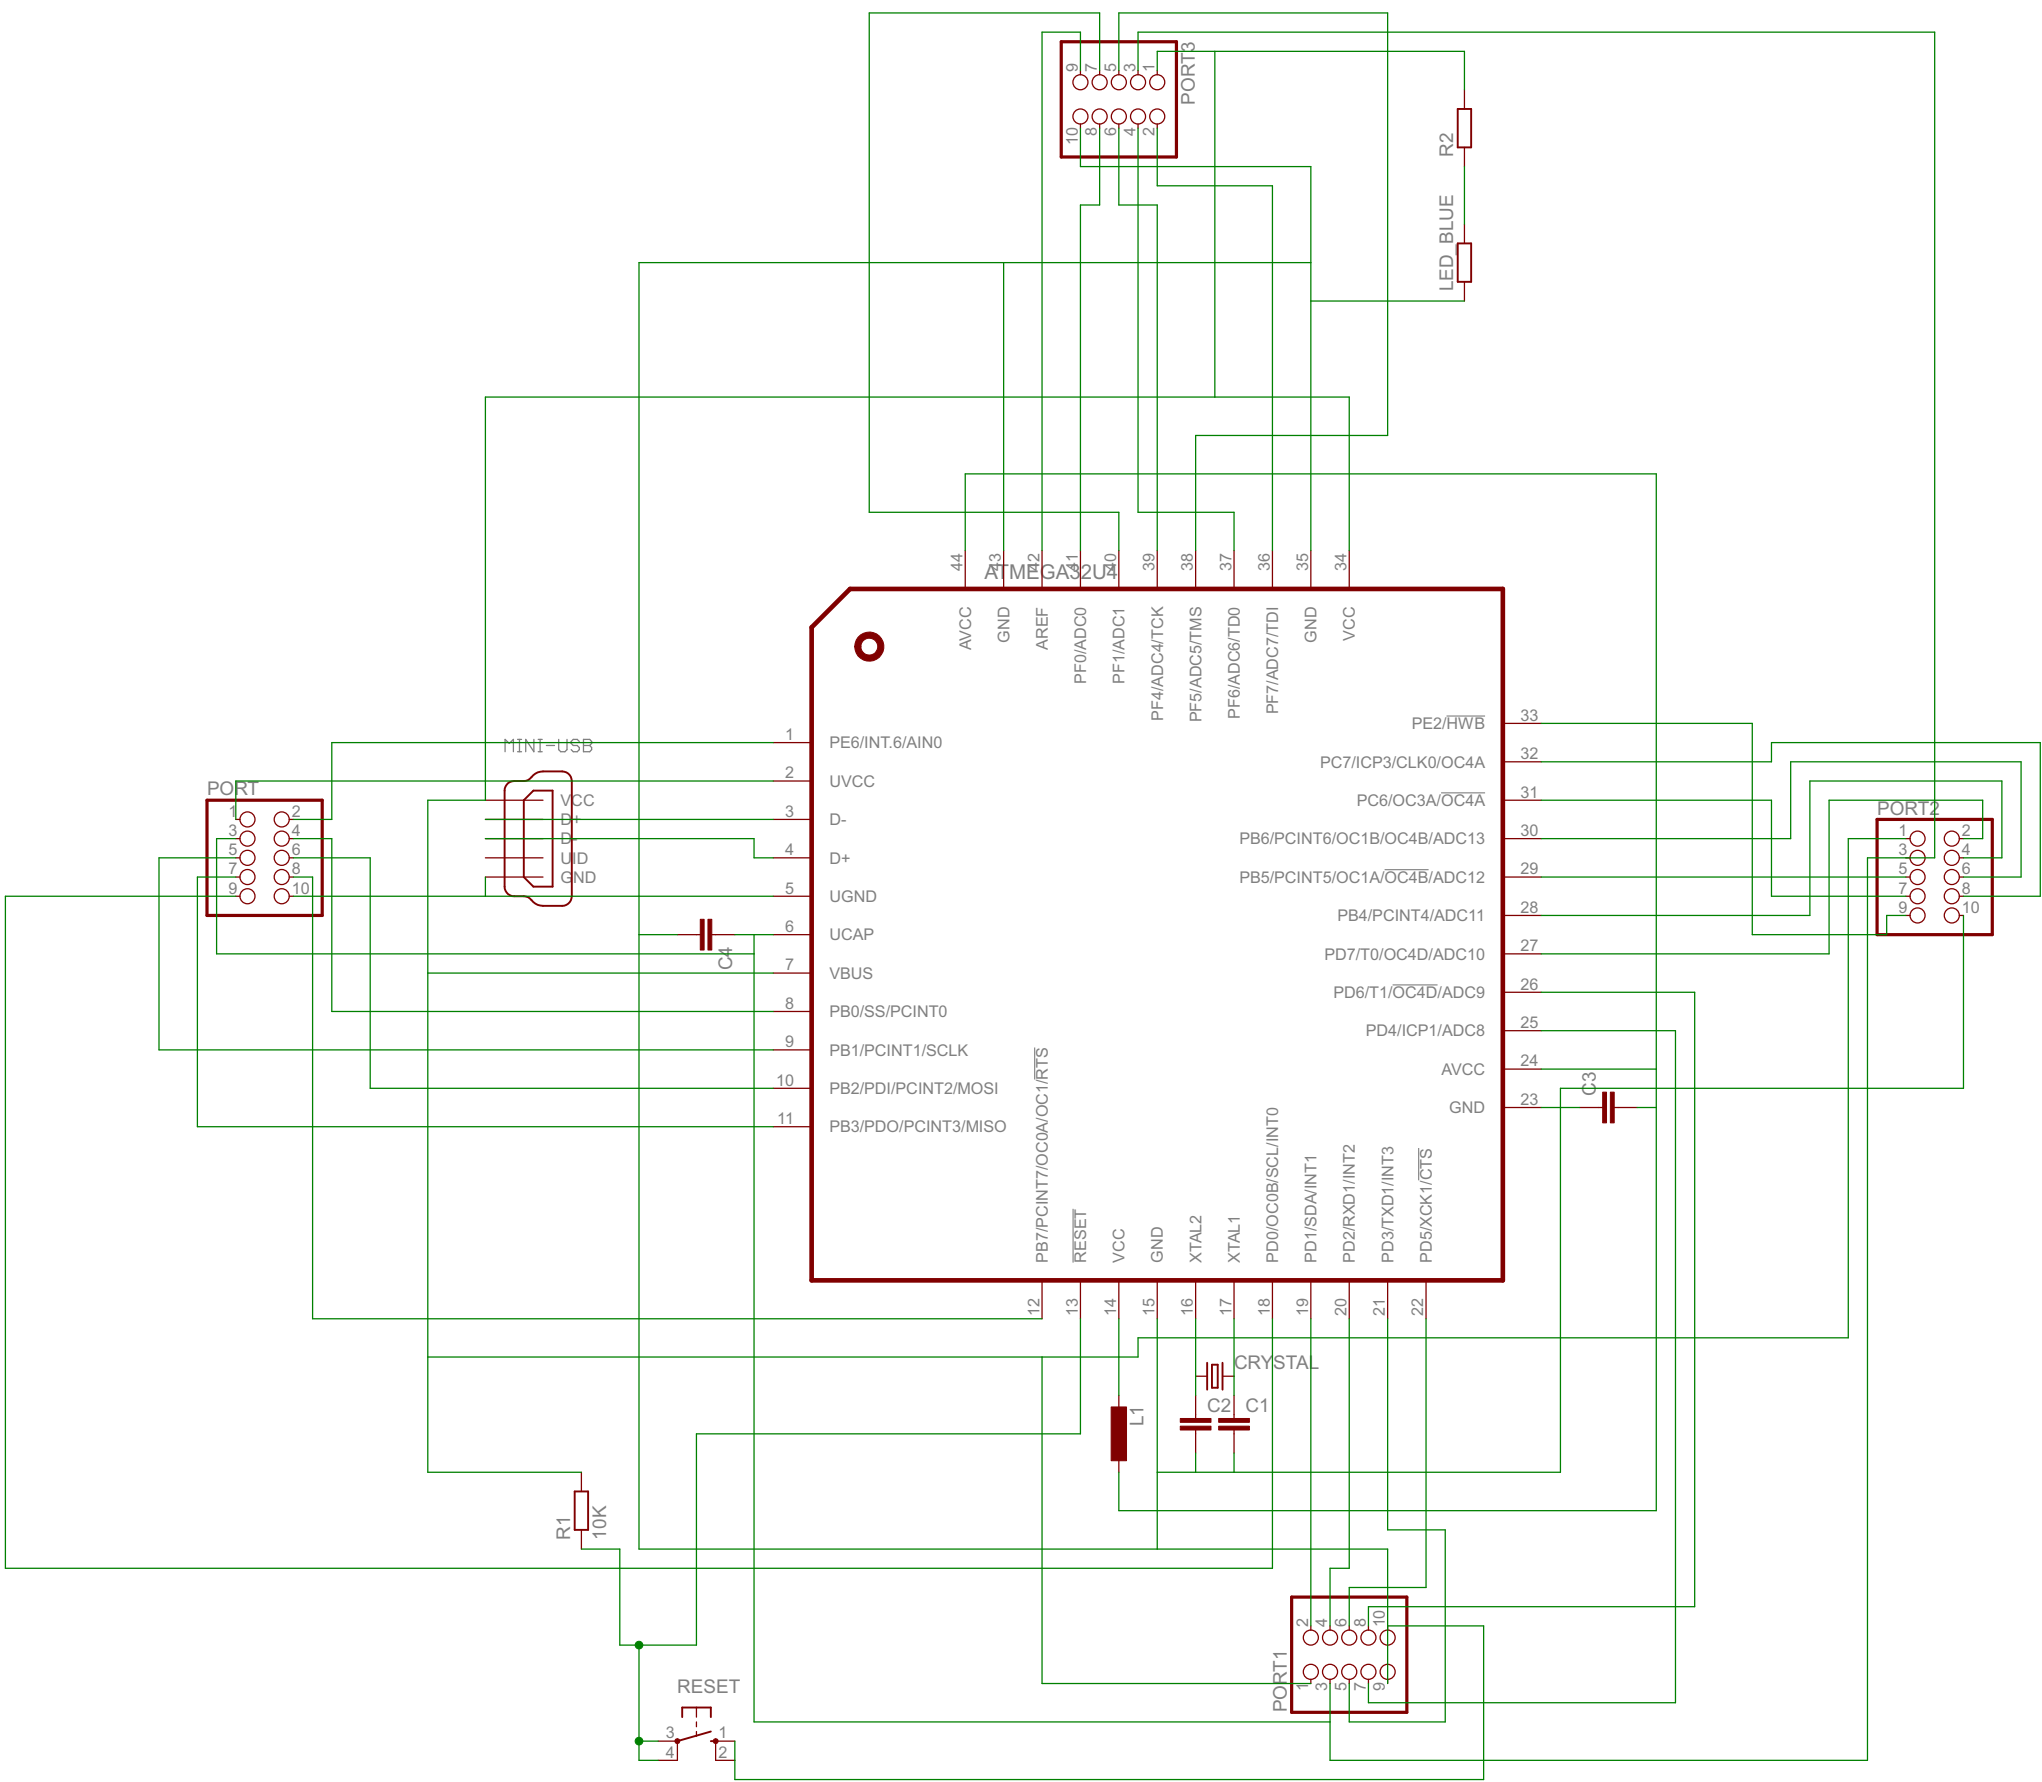 PORT3
9 7 5 3 1
10 8 6 4 2
R2
LED_BLUE
ATMEGA32U4
44 43 42 41 40 39 38 37 36 35 34
AVCC
GND
AREF
PF0/ADC0
PF1/ADC1
PF4/ADC4/TCK
PF5/ADC5/TMS
PF6/ADC6/TD0
PF7/ADC7/TDI
GND
VCC
1 PE6/INT.6/AIN0
2 UVCC
3 D-
4 D+
5 UGND
6 UCAP
7 VBUS
8 PB0/SS/PCINT0
9 PB1/PCINT1/SCLK
10 PB2/PDI/PCINT2/MOSI
11 PB3/PDO/PCINT3/MISO
PE2/HWB 33
PC7/ICP3/CLK0/OC4A 32
PC6/OC3A/OC4A 31
PB6/PCINT6/OC1B/OC4B/ADC13 30
PB5/PCINT5/OC1A/OC4B/ADC12 29
PB4/PCINT4/ADC11 28
PD7/T0/OC4D/ADC10 27
PD6/T1/OC4D/ADC9 26
PD4/ICP1/ADC8 25
AVCC 24
GND 23
PB7/PCINT7/OC0A/OC1/RTS
RESET
VCC
GND
XTAL2
XTAL1
PD0/OC0B/SCL/INT0
PD1/SDA/INT1
PD2/RXD1/INT2
PD3/TXD1/INT3
PD5/XCK1/CTS
12 13 14 15 16 17 18 19 20 21 22
MINI-USB
VCC
D+
D-
UID
GND
PORT
1 2
3 4
5 6
7 8
9 10
PORT2
1 2
3 4
5 6
7 8
9 10
C4
C3
CRYSTAL
C2 C1
L1
R1
10K
PORT1
2 4 6 8 10
1 3 5 7 9
RESET
3 1
4 2